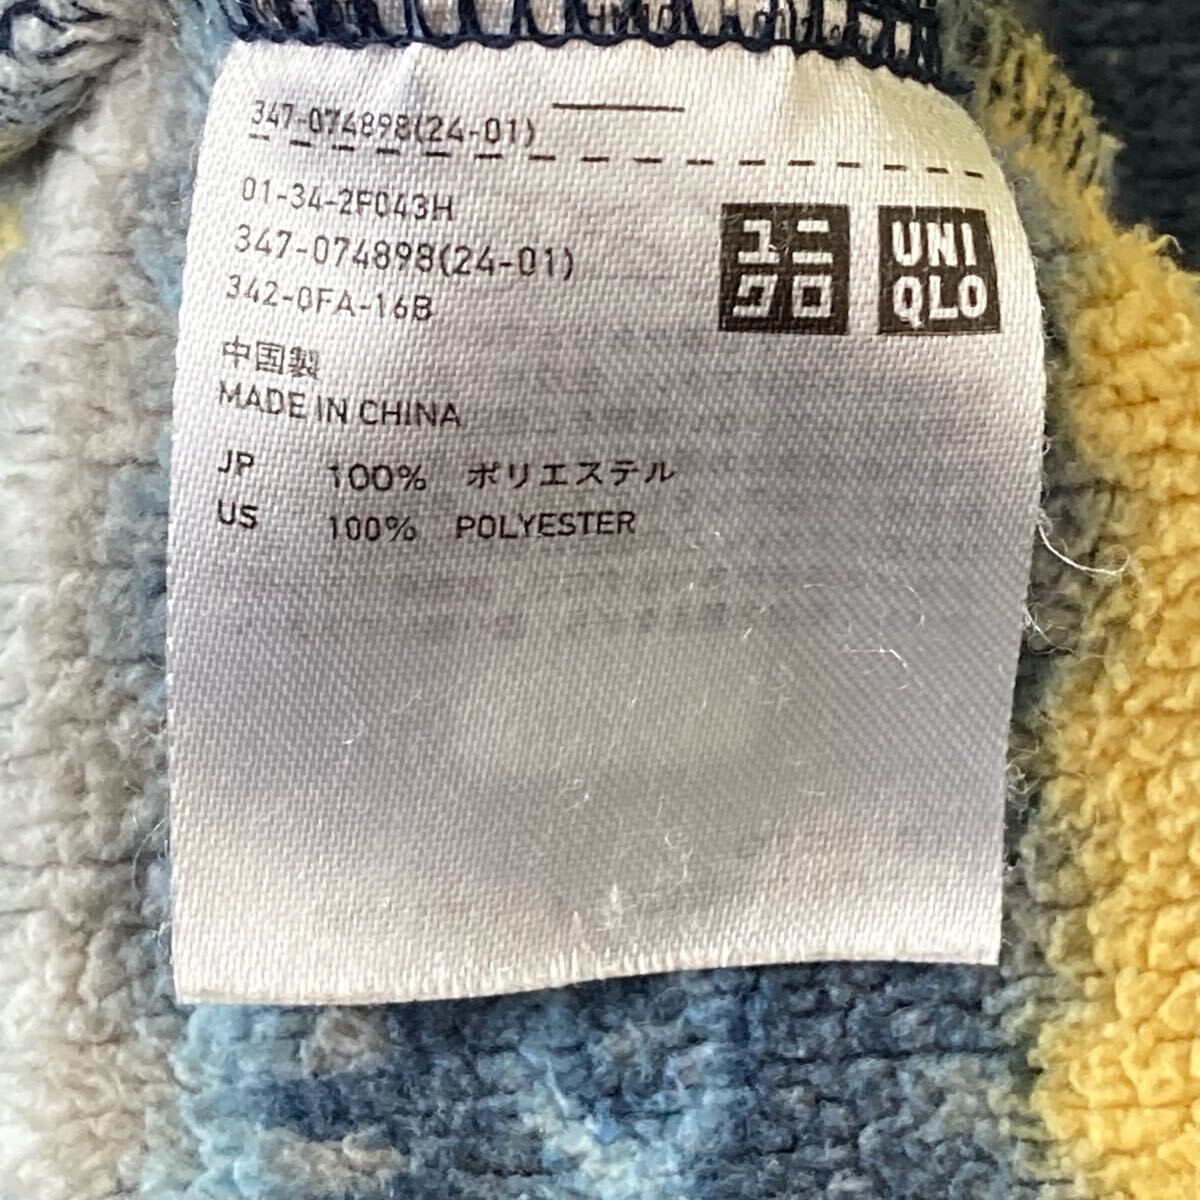 347-074898(24-01)
01-34-2F043H
347-074898(24-01)
342-0FA-16B
ユニ
クロ
UNI
QLO
中国製
MADE IN CHINA
JP 100% ポリエステル
US 100% POLYESTER